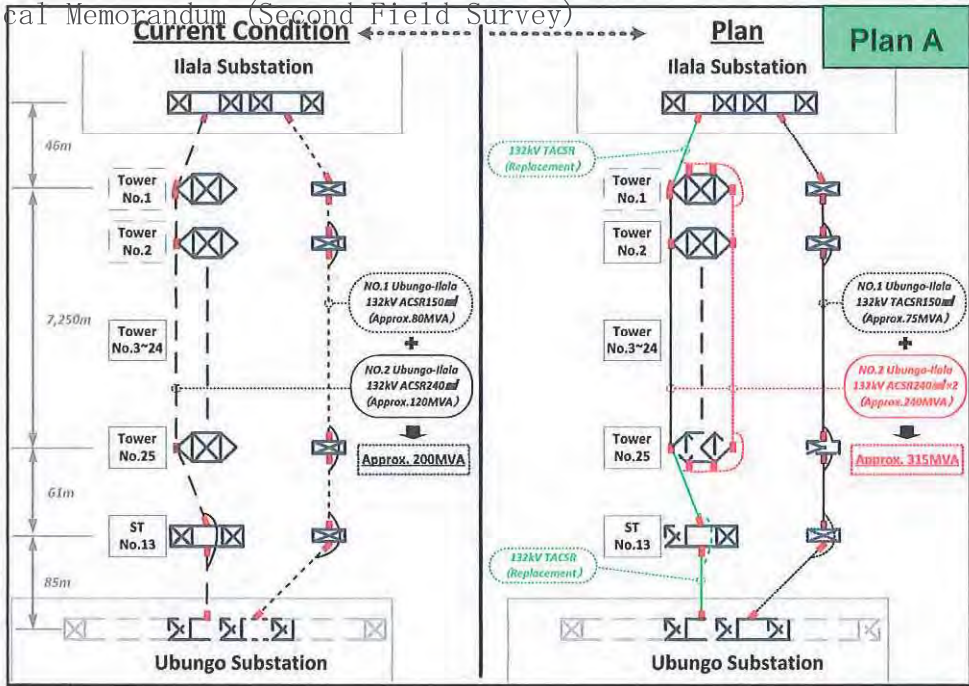 cal Memorandum (Second Field Survey)
Current Condition
Plan
Plan A
Ilala Substation
46m
Tower
No.1
Tower
No.2
7,250m
Tower
No.3~24
Tower
No.25
61m
ST
No.13
85m
NO.1 Ubungo-Ilala
132kV ACSR150㎟
(Approx.80MVA)
+
NO.2 Ubungo-Ilala
132kV ACSR240㎟
(Approx.120MVA)
Approx. 200MVA
Ubungo Substation
Ilala Substation
132kV TACSR
(Replacement)
Tower
No.1
Tower
No.2
Tower
No.3~24
Tower
No.25
ST
No.13
NO.1 Ubungo-Ilala
132kV TACSR150㎟
(Approx.75MVA)
+
NO.2 Ubungo-Ilala
132kV ACSR240㎟×2
(Approx.240MVA)
Approx. 315MVA
132kV TACSR
(Replacement)
Ubungo Substation